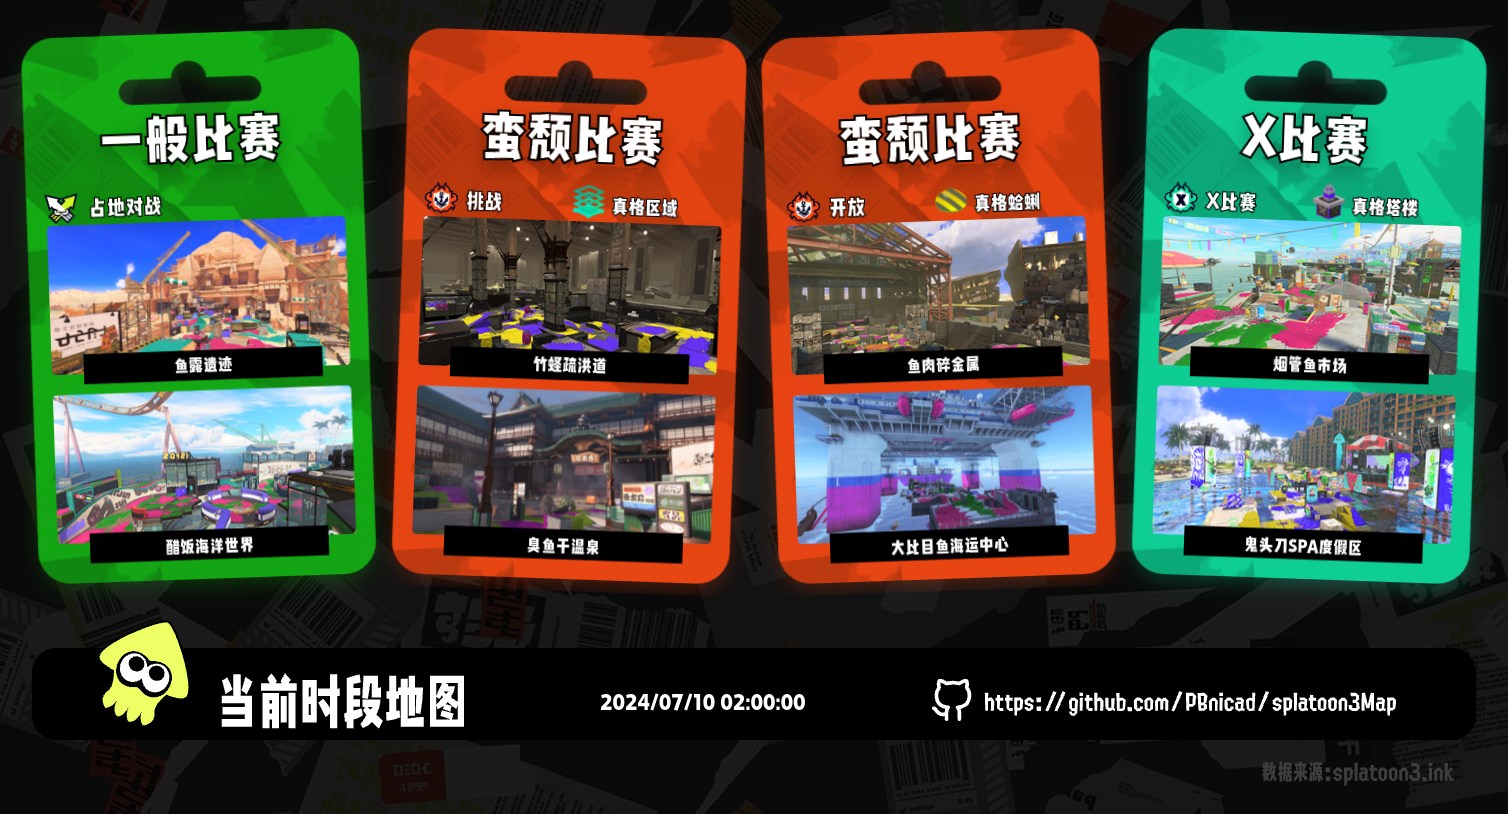 一般比赛
占地对战
鱼露遗迹
醋饭海洋世界
蛮颓比赛
挑战
真格区域
竹蛏疏洪道
臭鱼干温泉
蛮颓比赛
开放
真格蛤蜊
鱼肉碎金属
大比目鱼海运中心
X比赛
X比赛
真格塔楼
烟管鱼市场
鬼头刀SPA度假区
当前时段地图
2024/07/10 02:00:00
https://github.com/PBnicad/splatoon3Map
数据来源:splatoon3.ink